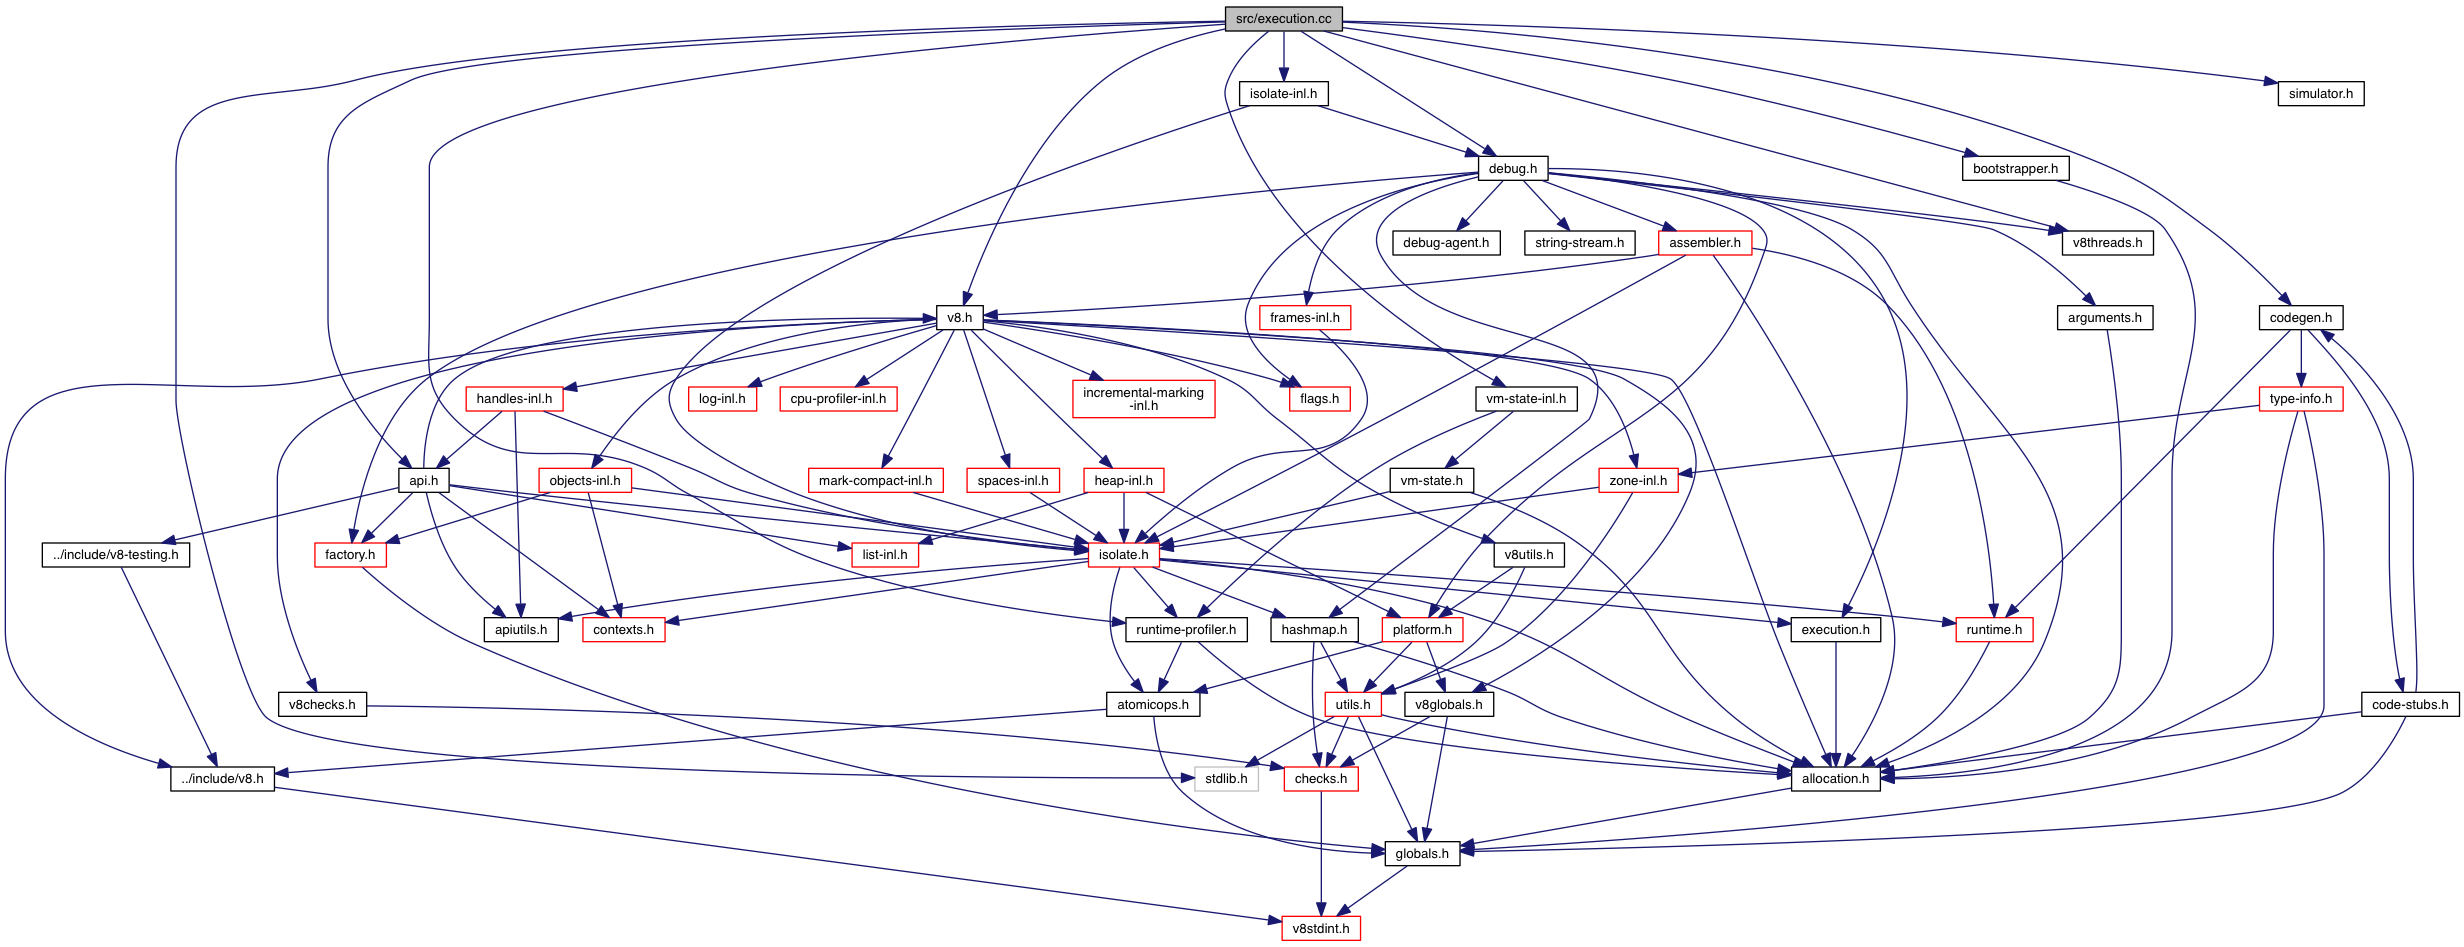 src/execution.cc
isolate-inl.h
simulator.h
debug.h
bootstrapper.h
debug-agent.h
string-stream.h
assembler.h
v8threads.h
v8.h
frames-inl.h
arguments.h
codegen.h
handles-inl.h
log-inl.h
cpu-profiler-inl.h
incremental-marking
-inl.h
flags.h
vm-state-inl.h
type-info.h
api.h
objects-inl.h
mark-compact-inl.h
spaces-inl.h
heap-inl.h
vm-state.h
zone-inl.h
../include/v8-testing.h
factory.h
list-inl.h
isolate.h
v8utils.h
apiutils.h
contexts.h
runtime-profiler.h
hashmap.h
platform.h
execution.h
runtime.h
v8checks.h
atomicops.h
utils.h
v8globals.h
code-stubs.h
../include/v8.h
stdlib.h
checks.h
allocation.h
globals.h
v8stdint.h